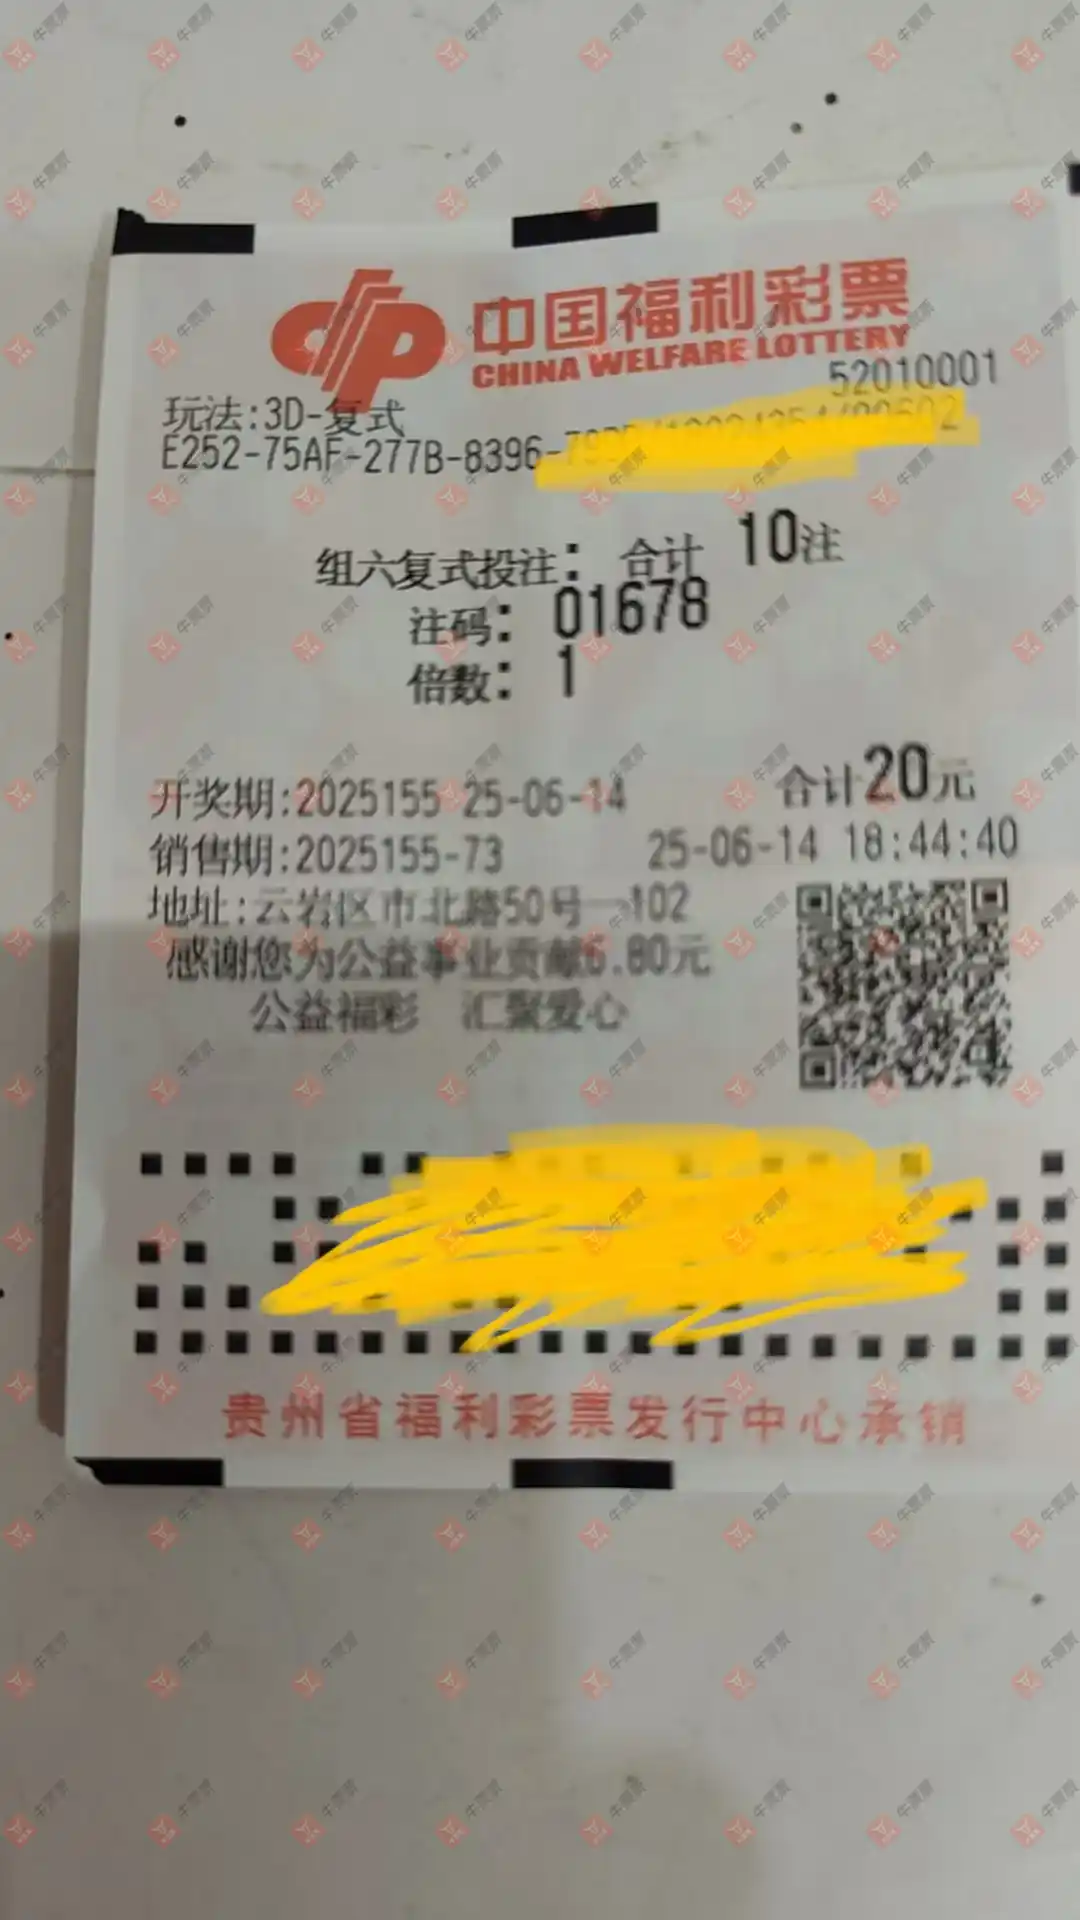 中国福利彩票
CHINA WELFARE LOTTERY
52010001
玩法:3D-复式
E252-75AF-277B-8396-
组六复式投注: 合计 10注
注码: 01678
倍数: 1
开奖期:2025155 25-06-14 合计20元
销售期:2025155-73 25-06-14 18:44:40
地址:云岩区市北路50号一102
感谢您为公益事业贡献6.80元
公益福彩 汇聚爱心
贵州省福利彩票发行中心承销
牛票票